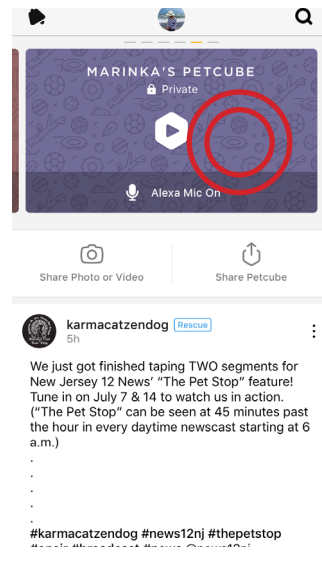 MARINKA'S PETCUBE
Private
Alexa Mic On
Share Photo or Video
Share Petcube
karmacatzendog Rescue
5h
We just got finished taping TWO segments for
New Jersey 12 News' “The Pet Stop” feature!
Tune in on July 7 & 14 to watch us in action.
(“The Pet Stop” can be seen at 45 minutes past
the hour in every daytime newscast starting at 6
a.m.)
.
.
.
.
.
#karmacatzendog #news12nj #thepetstop